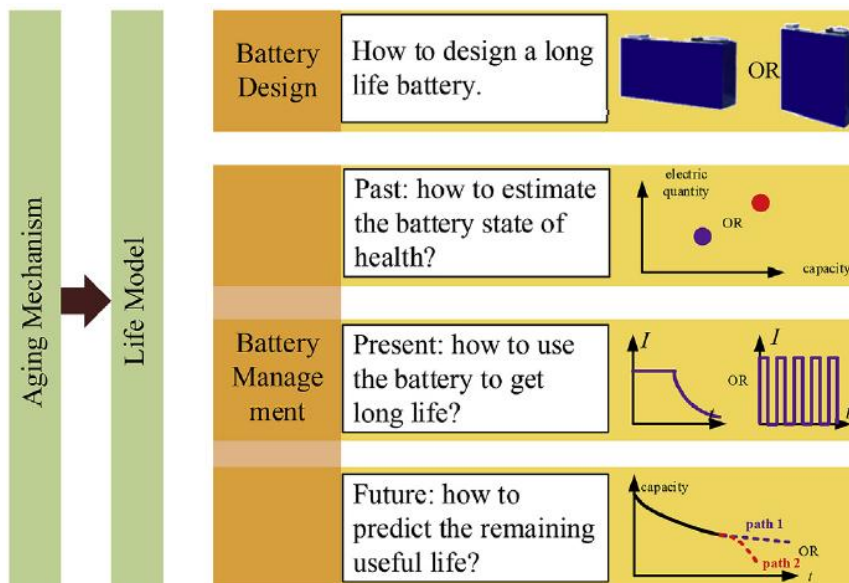 Aging Mechanism
Life Model
Battery
Design
How to design a long
life battery.
OR
Past: how to estimate
the battery state of
health?
electric
quantity
OR
capacity
Battery
Manage
ment
Present: how to use
the battery to get
long life?
I
t
OR
I
t
Future: how to
predict the remaining
useful life?
capacity
path 1
OR
path 2
t